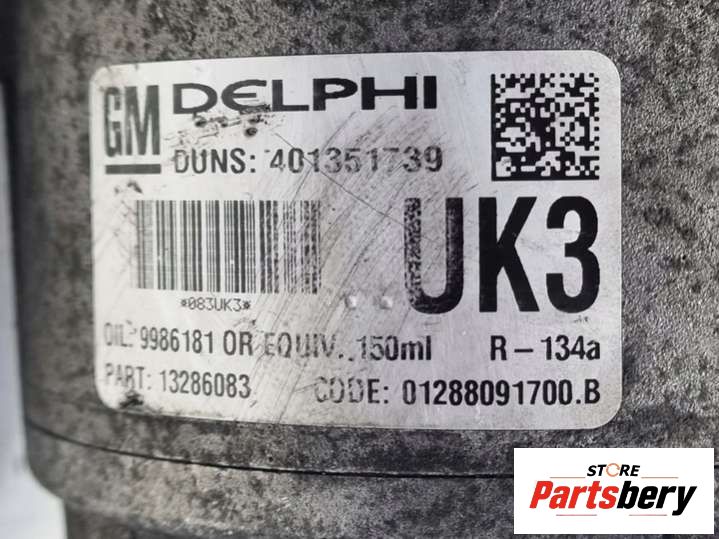 GM DELPHI
DUNS: 401351739
UK3
*083UK3*
OIL: 9986181 OR EQUIV. 150ml R-134a
PART: 13286083 CODE: 01288091700.B
STORE
Partsbery